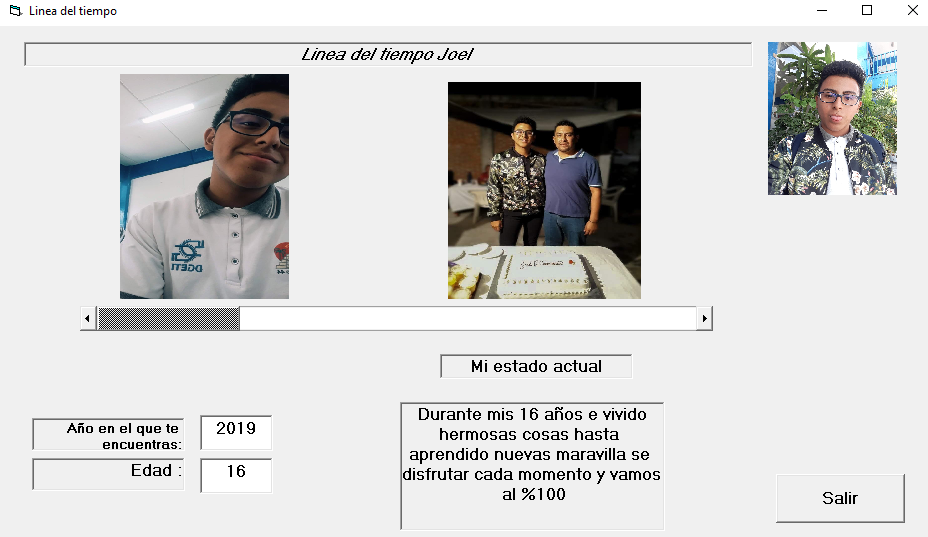 Linea del tiempo
Linea del tiempo Joel
DGETI
Mi estado actual
Año en el que te
encuentras:
2019
Edad :
16
Durante mis 16 años e vivido
hermosas cosas hasta
aprendido nuevas maravilla se
disfrutar cada momento y vamos
al %100
Salir